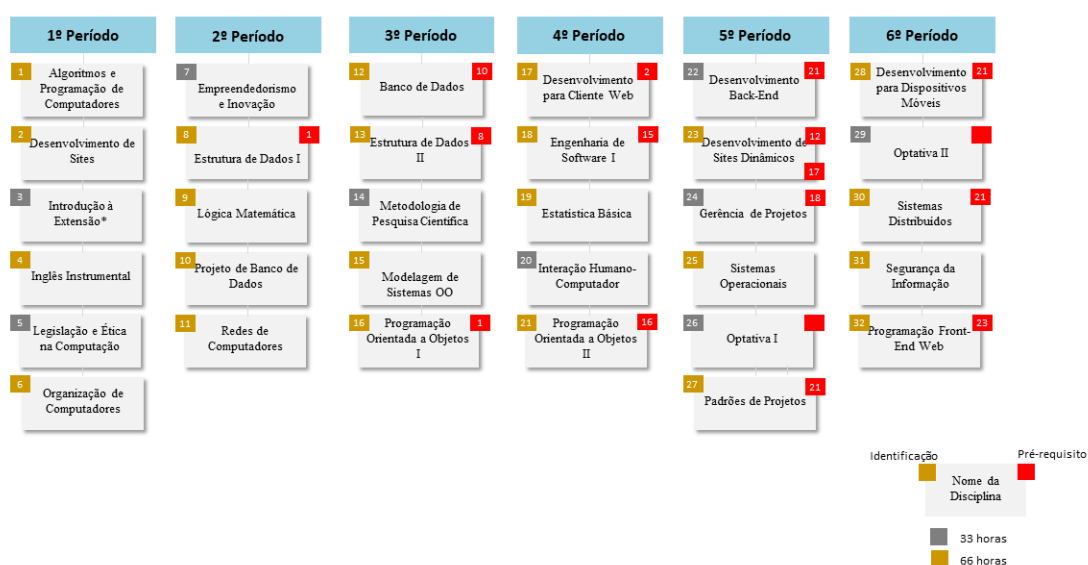 1º Período
1
Algoritmos e
Programação de
Computadores
2
Desenvolvimento de
Sites
3
Introdução à
Extensão*
4
Inglês Instrumental
5
Legislação e Ética
na Computação
6
Organização de
Computadores
2º Período
7
Empreendedorismo
e Inovação
8
1
Estrutura de Dados I
9
Lógica Matemática
10
Projeto de Banco de
Dados
11
Redes de
Computadores
3º Período
12
10
Banco de Dados
13
8
Estrutura de Dados
II
14
Metodologia de
Pesquisa Científica
15
Modelagem de
Sistemas OO
16
1
Programação
Orientada a Objetos
I
4º Período
17
2
Desenvolvimento
para Cliente Web
18
15
Engenharia de
Software I
19
Estatística Básica
20
Interação Humano-
Computador
21
16
Programação
Orientada a Objetos
II
5º Período
22
21
Desenvolvimento
Back-End
23
12
Desenvolvimento de
Sites Dinâmicos
17
24
18
Gerência de Projetos
25
Sistemas
Operacionais
26
Optativa I
27
21
Padrões de Projetos
6º Período
28
21
Desenvolvimento
para Dispositivos
Móveis
29
Optativa II
30
21
Sistemas
Distribuídos
31
Segurança da
Informação
32
23
Programação Front-
End Web
Identificação
Pré-requisito
Nome da
Disciplina
33 horas
66 horas